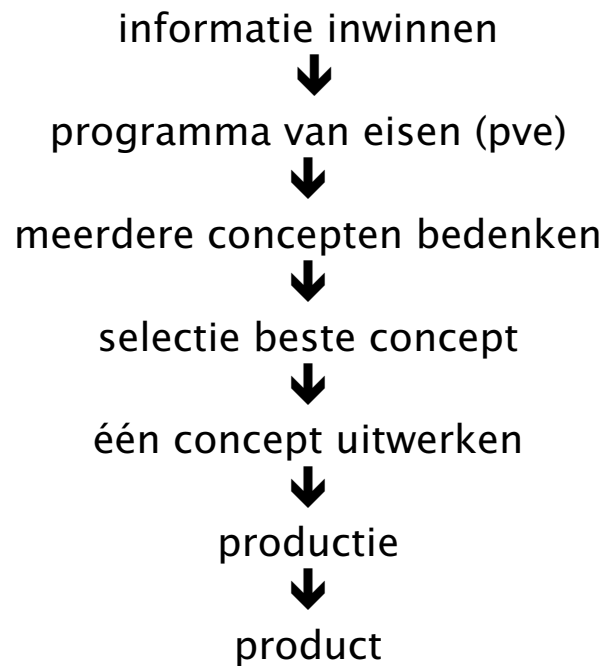 informatie inwinnen
programma van eisen (pve)
meerdere concepten bedenken
selectie beste concept
één concept uitwerken
productie
product